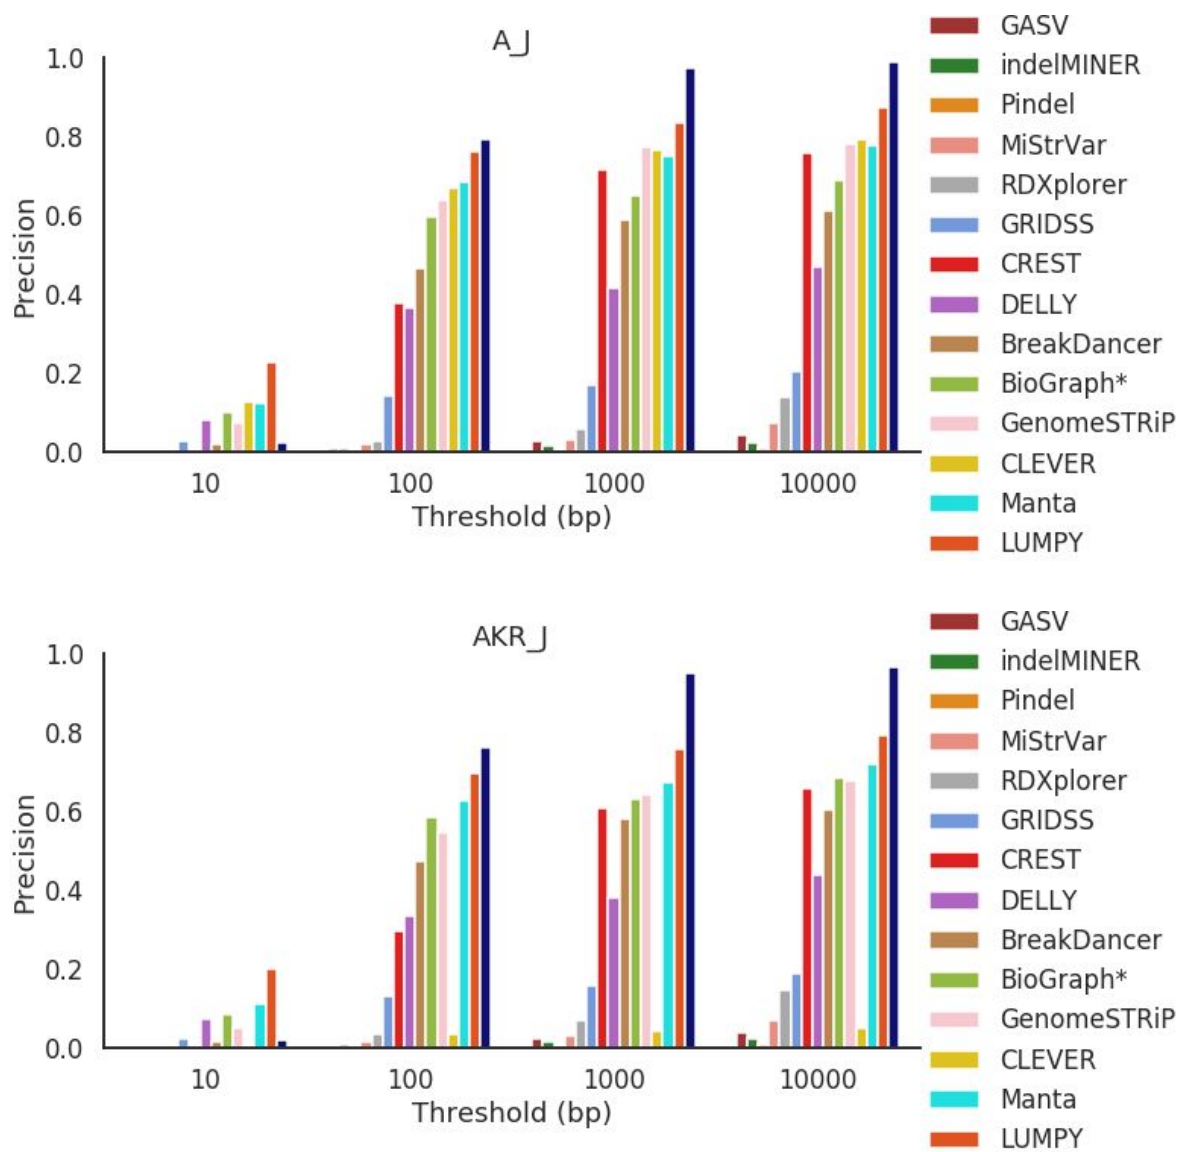 A_J
Precision
1.0
0.8
0.6
0.4
0.2
0.0
10 100 1000 10000
Threshold (bp)
GASV
indelMINER
Pindel
MiStrVar
RDXplorer
GRIDSS
CREST
DELLY
BreakDancer
BioGraph*
GenomeSTRiP
CLEVER
Manta
LUMPY
AKR_J
Precision
1.0
0.8
0.6
0.4
0.2
0.0
10 100 1000 10000
Threshold (bp)
GASV
indelMINER
Pindel
MiStrVar
RDXplorer
GRIDSS
CREST
DELLY
BreakDancer
BioGraph*
GenomeSTRiP
CLEVER
Manta
LUMPY